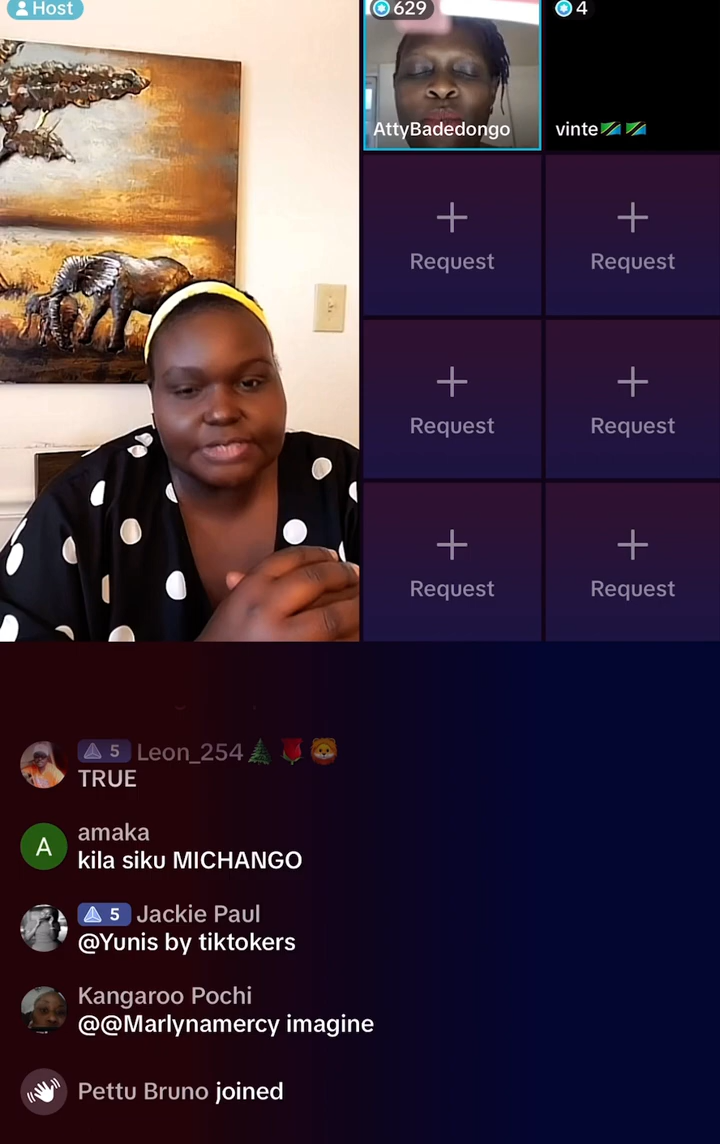 Host
629
AttyBadedongo
4
vinte🇹🇿 🇹🇿
Request
Request
Request
Request
Request
Request
5 Leon_254🌲 🌹 🦁
TRUE
A
amaka
kila siku MICHANGO
5 Jackie Paul
@Yunis by tiktokers
Kangaroo Pochi
@@Marlynamercy imagine
Pettu Bruno joined